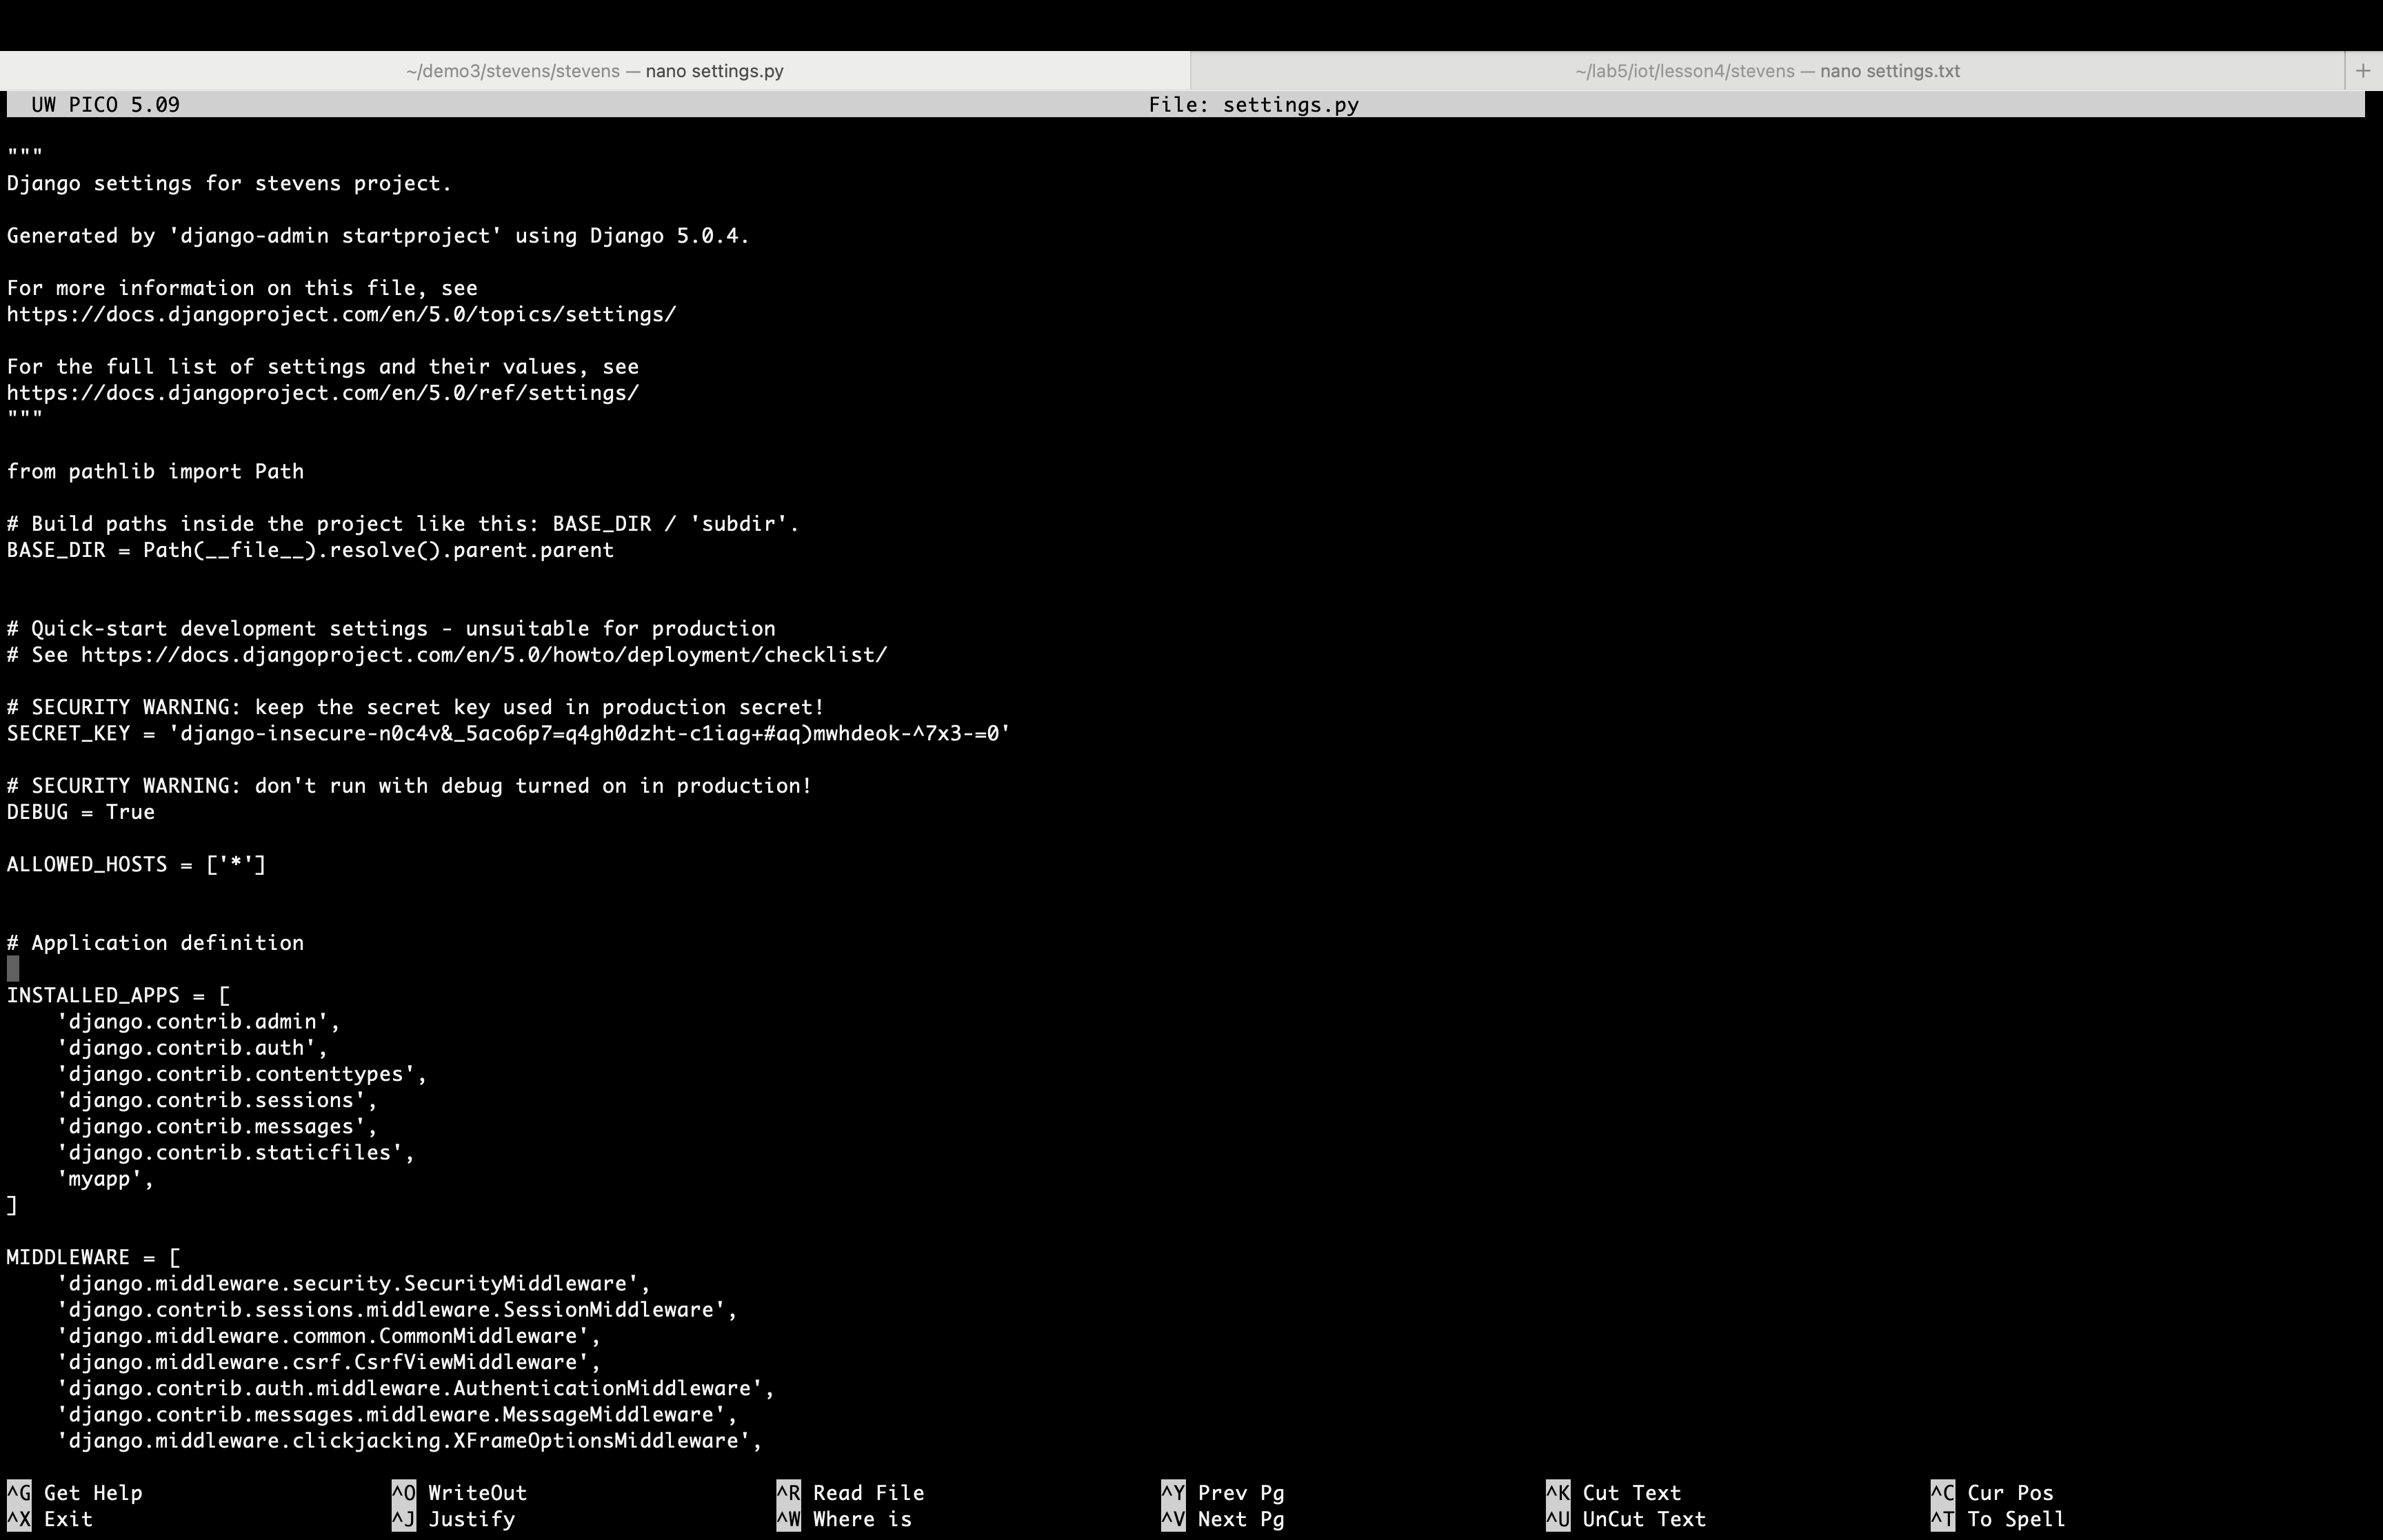 ~/demo3/stevens/stevens — nano settings.py
~/lab5/iot/lesson4/stevens — nano settings.txt
+
UW PICO 5.09 File: settings.py
"""
Django settings for stevens project.
Generated by 'django-admin startproject' using Django 5.0.4.
For more information on this file, see
https://docs.djangoproject.com/en/5.0/topics/settings/
For the full list of settings and their values, see
https://docs.djangoproject.com/en/5.0/ref/settings/
"""
from pathlib import Path
# Build paths inside the project like this: BASE_DIR / 'subdir'.
BASE_DIR = Path(__file__).resolve().parent.parent
# Quick-start development settings - unsuitable for production
# See https://docs.djangoproject.com/en/5.0/howto/deployment/checklist/
# SECURITY WARNING: keep the secret key used in production secret!
SECRET_KEY = 'django-insecure-n0c4v&_5aco6p7=q4gh0dzht-c1iag+#aq)mwhdeok-^7x3-=0'
# SECURITY WARNING: don't run with debug turned on in production!
DEBUG = True
ALLOWED_HOSTS = ['*']
# Application definition
INSTALLED_APPS = [
    'django.contrib.admin',
    'django.contrib.auth',
    'django.contrib.contenttypes',
    'django.contrib.sessions',
    'django.contrib.messages',
    'django.contrib.staticfiles',
    'myapp',
]
MIDDLEWARE = [
    'django.middleware.security.SecurityMiddleware',
    'django.contrib.sessions.middleware.SessionMiddleware',
    'django.middleware.common.CommonMiddleware',
    'django.middleware.csrf.CsrfViewMiddleware',
    'django.contrib.auth.middleware.AuthenticationMiddleware',
    'django.contrib.messages.middleware.MessageMiddleware',
    'django.middleware.clickjacking.XFrameOptionsMiddleware',
^G Get Help ^O WriteOut ^R Read File ^Y Prev Pg ^K Cut Text ^C Cur Pos
^X Exit ^J Justify ^W Where is ^V Next Pg ^U UnCut Text ^T To Spell